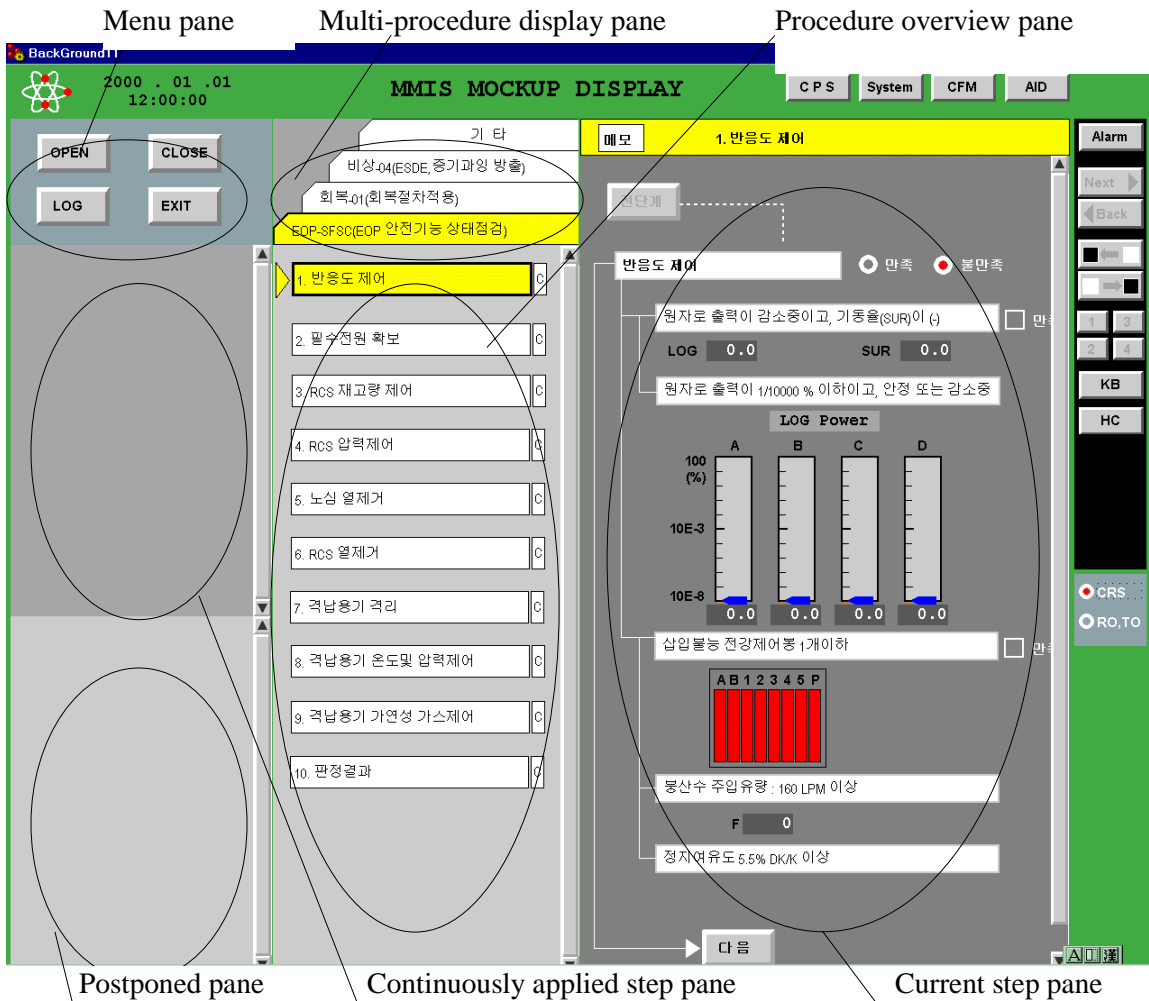 Menu pane
Multi-procedure display pane
Procedure overview pane
BackGround11
2000 . 01 .01
12:00:00
MMIS MOCKUP DISPLAY
C P S
System
CFM
AID
OPEN
CLOSE
LOG
EXIT
기 타
비상-04(ESDE,증기과잉 방출)
회복-01(회복절차적용)
EOP-SFSC(EOP 안전기능 상태점검)
메모
1. 반응도 제어
Alarm
Next
Back
1 3
2 4
KB
HC
CRS
RO,TO
1. 반응도 제어
C
2. 필수전원 확보
C
3. RCS 재고량 제어
C
4. RCS 압력제어
C
5. 노심 열제거
C
6. RCS 열제거
C
7. 격납용기 격리
C
8. 격납용기 온도및 압력제어
C
9. 격납용기 가연성 가스제어
C
10. 판정결과
C
전단계
반응도 제어
만족
불만족
원자로 출력이 감소중이고, 기동율(SUR)이 (-)
LOG 0.0
SUR 0.0
원자로 출력이 1/10000 % 이하이고, 안정 또는 감소중
LOG Power
A B C D
100
(%)
10E-3
10E-8
0.0 0.0 0.0 0.0
삽입불능 전강제어봉 1개이하
A B 1 2 3 4 5 P
붕산수 주입유량 : 160 LPM 이상
F 0
정지여유도 5.5% DK/K 이상
다음
A 漢
Postponed pane
Continuously applied step pane
Current step pane